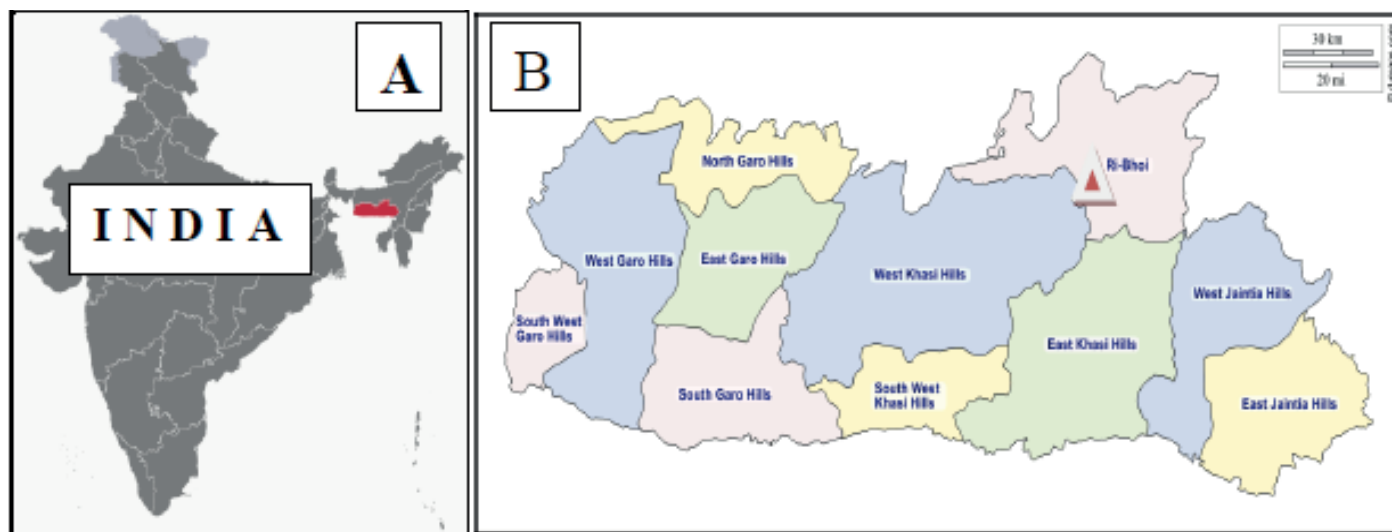 A
I N D I A
B
30 km
20 mi
North Garo Hills
Ri-Bhoi
West Garo Hills
East Garo Hills
West Khasi Hills
West Jaintia Hills
South West
Garo Hills
East Khasi Hills
South Garo Hills
South West
Khasi Hills
East Jaintia Hills